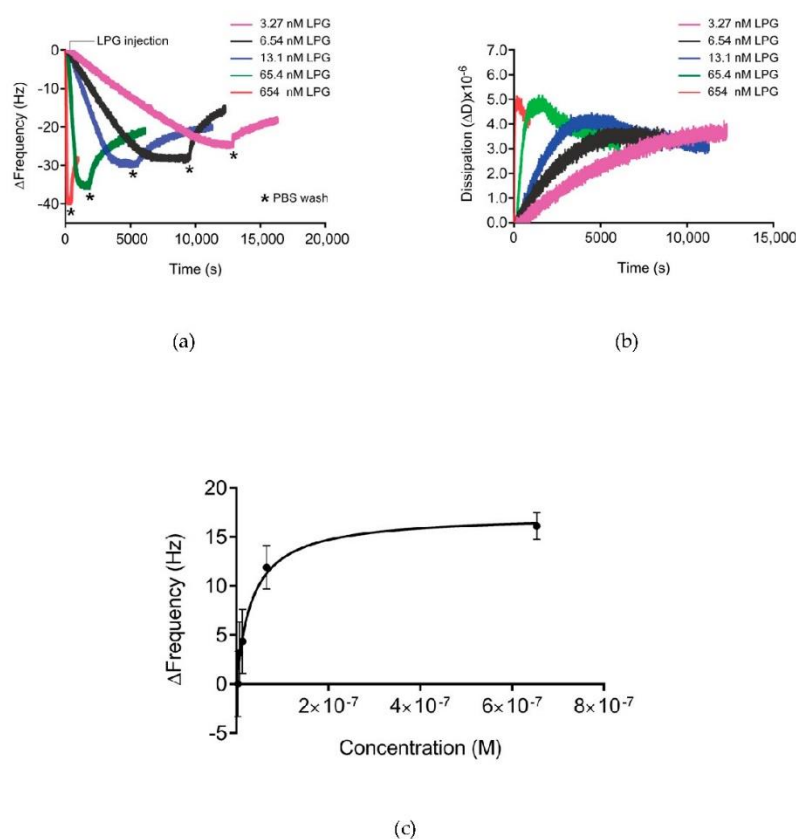 3.27 nM LPG
LPG injection
6.54 nM LPG
13.1 nM LPG
65.4 nM LPG
654 nM LPG
ΔFrequency (Hz)
0
-10
-20
-30
-40
* * * * *
* PBS wash
0 5000 10,000 15,000 20,000
Time (s)
(a)
3.27 nM LPG
6.54 nM LPG
13.1 nM LPG
65.4 nM LPG
654 nM LPG
Dissipation (ΔD)x10⁻⁶
7.0
6.0
5.0
4.0
3.0
2.0
1.0
0.0
0 5000 10,000 15,000
Time (s)
(b)
ΔFrequency (Hz)
20
15
10
5
0
-5
2×10⁻⁷ 4×10⁻⁷ 6×10⁻⁷ 8×10⁻⁷
Concentration (M)
(c)